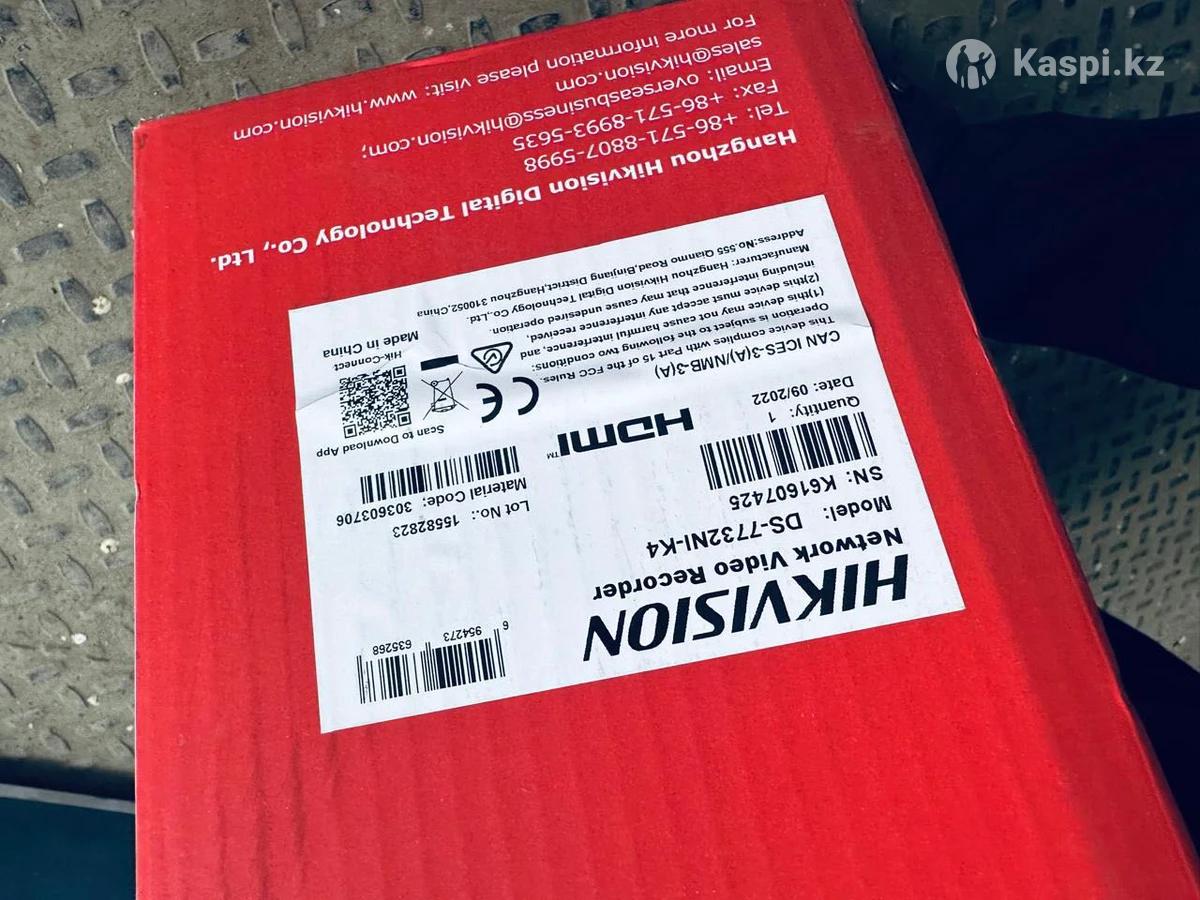 Kaspi.kz
HIKVISION
Network Video Recorder
Model: DS-7732NI-K4
SN: K61607425
Quantity: 1
Date: 09/2022
6 954273 635268
Lot No.: 15582823
Material Code: 303603706
HDMI™
Scan to Download App
Hik-Connect
Made in China
CE
CAN ICES-3(A)/NMB-3(A)
This device complies with Part 15 of the FCC Rules.
Operation is subject to the following two conditions:
(1)this device may not cause harmful interference, and,
(2)this device must accept any interference received,
including interference that may cause undesired operation.
Manufacturer: Hangzhou Hikvision Digital Technology Co.,Ltd.
Address:No.555 Qianmo Road,Binjiang District,Hangzhou 310052,China
Hangzhou Hikvision Digital Technology Co., Ltd.
Tel: +86-571-8807-5998
Fax: +86-571-8993-5635
Email: overseasbusiness@hikvision.com;
sales@hikvision.com
For more information please visit: www.hikvision.com